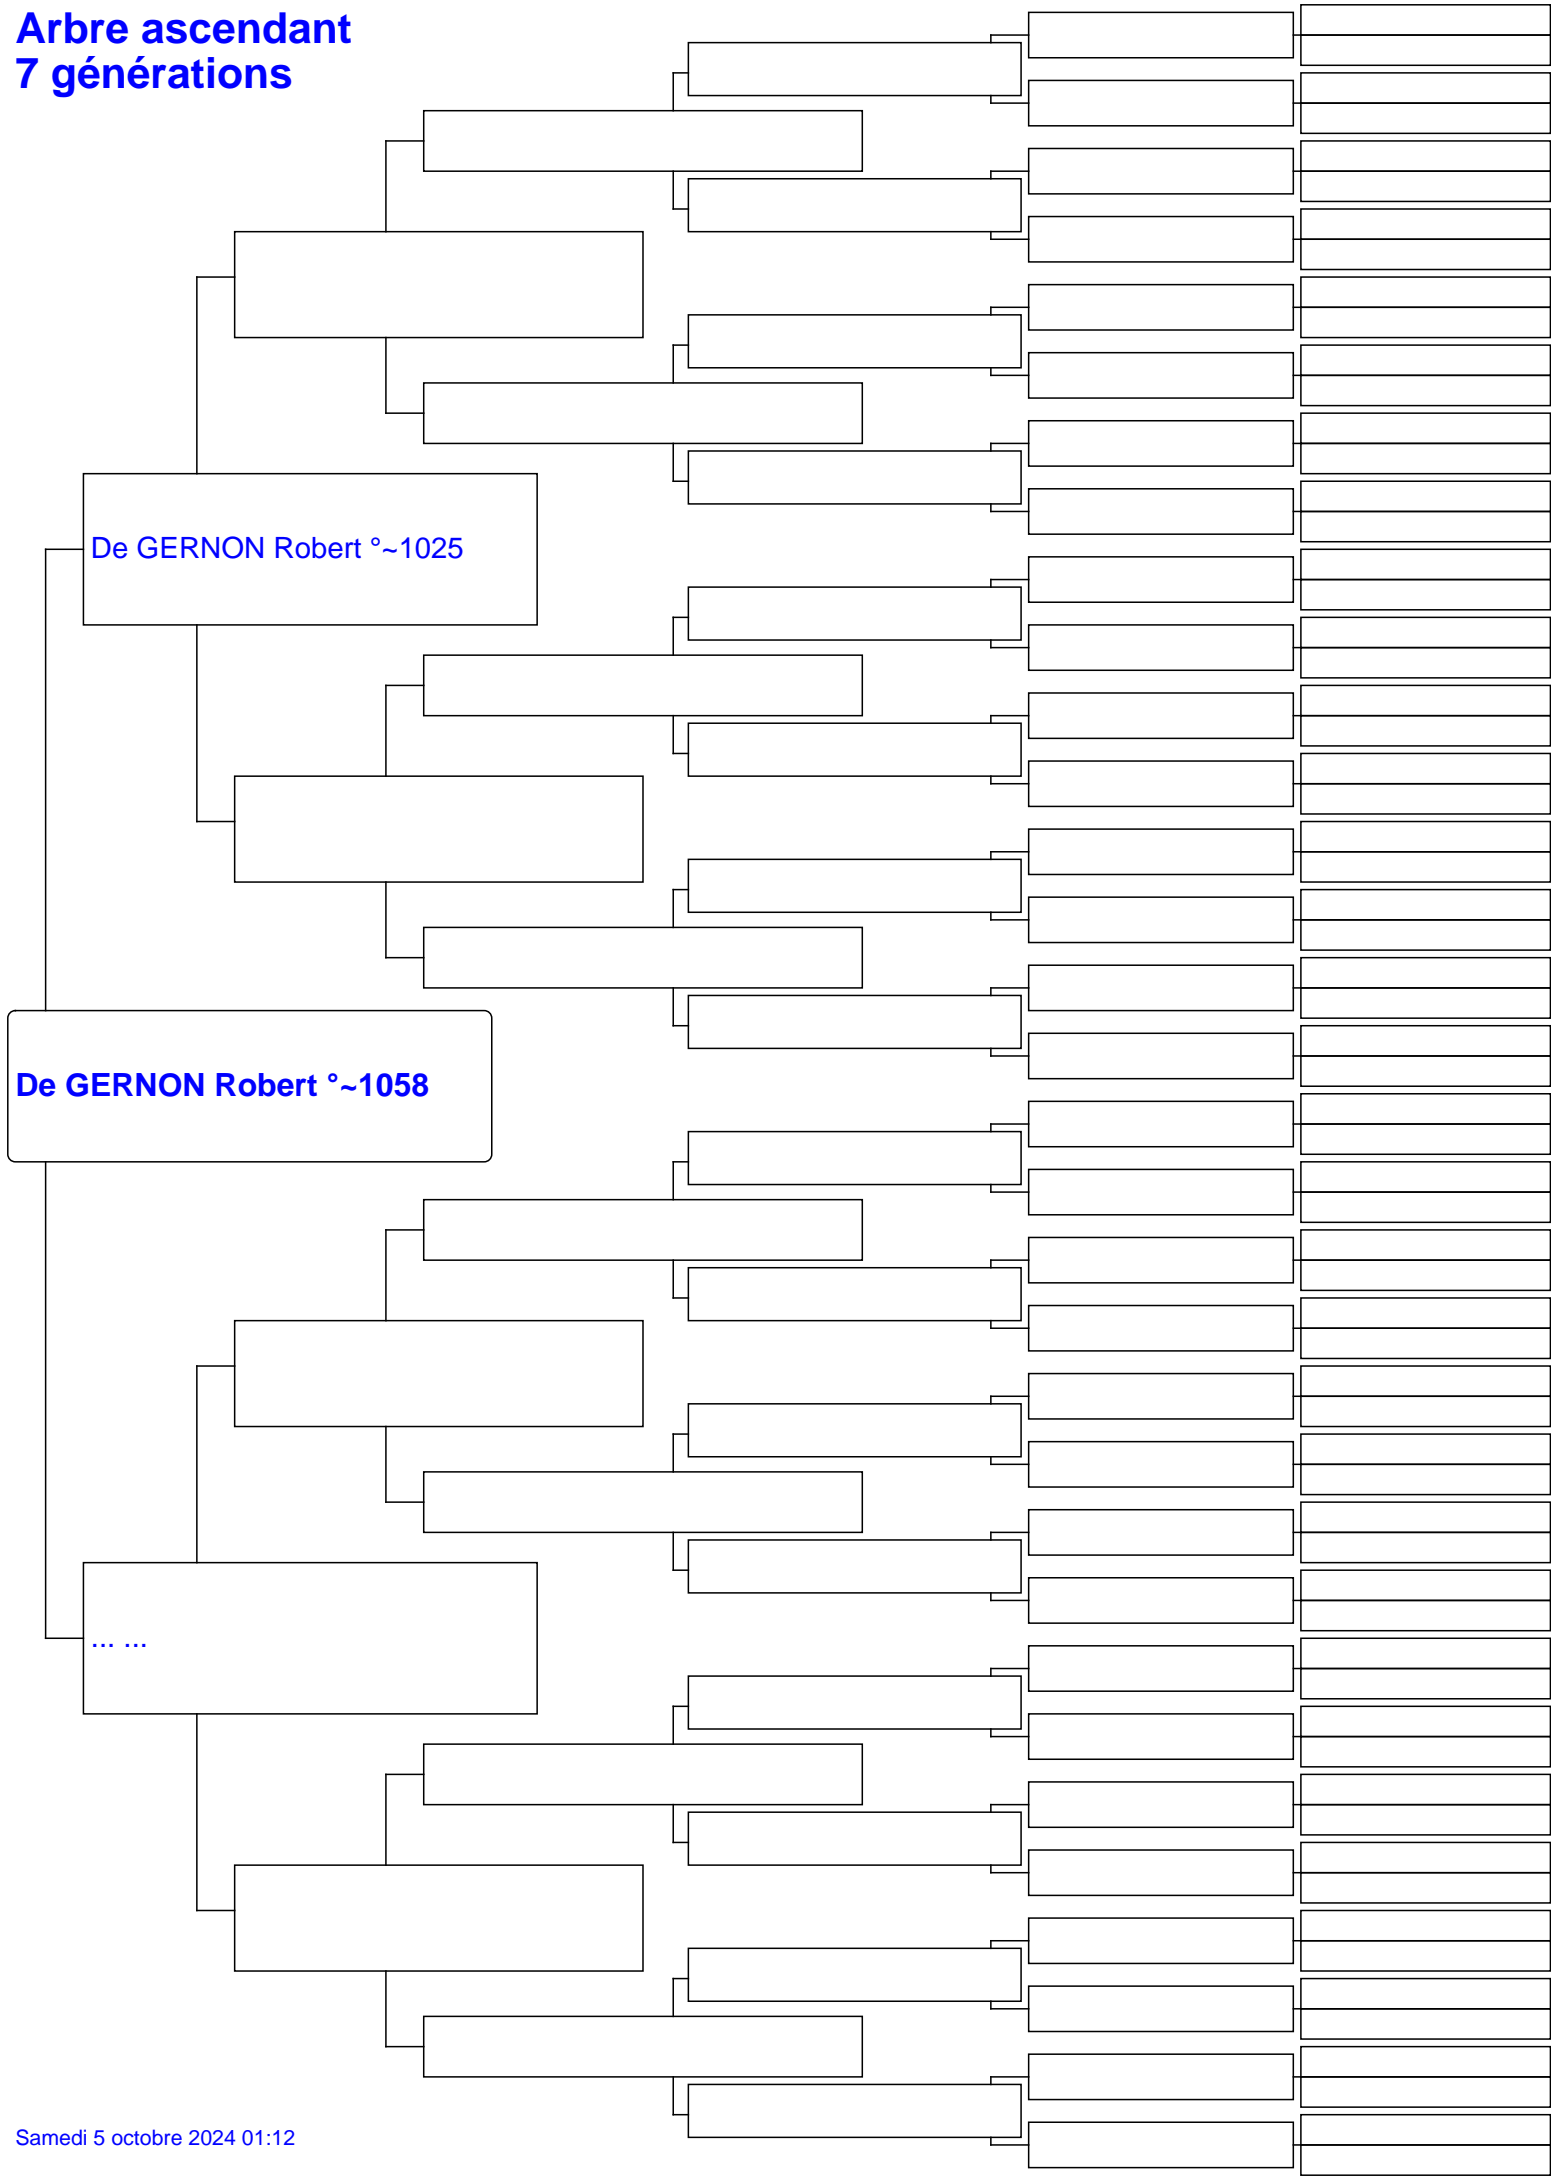 Arbre ascendant
7 générations
De GERNON Robert °~1025
De GERNON Robert °~1058
... ...
Samedi 5 octobre 2024 01:12